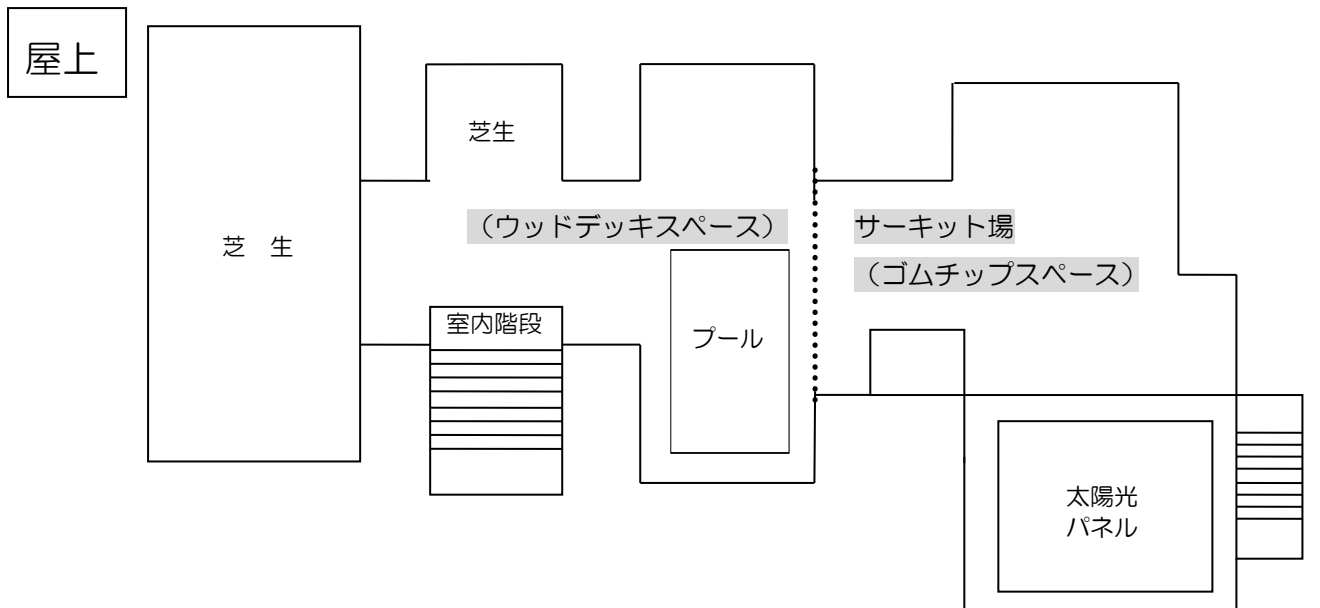 屋上
芝生
芝　生
（ウッドデッキスペース）
サーキット場
（ゴムチップスペース）
室内階段
プール
太陽光
パネル